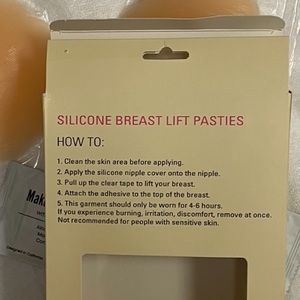 SILICONE BREAST LIFT PASTIES
HOW TO:
1. Clean the skin area before applying.
2. Apply the silicone nipple cover onto the nipple.
3. Pull up the clear tape to lift your breast.
4. Attach the adhesive to the top of the breast.
5. This garment should only be worn for 4-6 hours.
If you experience burning, irritation, discomfort, remove at once.
Not recommended for people with sensitive skin.
Designed in California